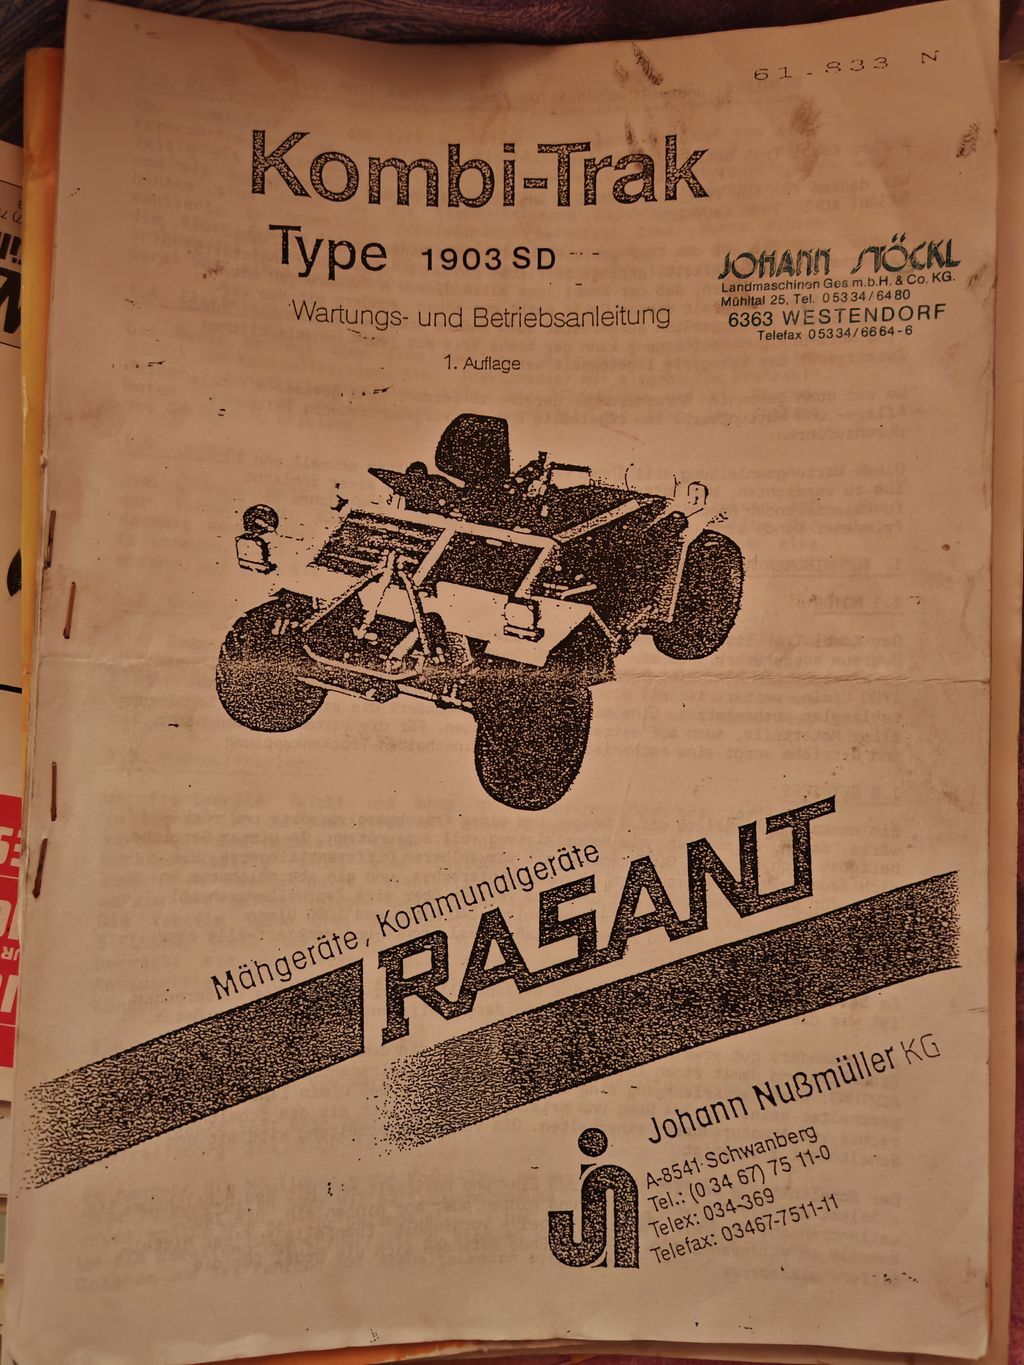 61.833 N
Kombi-Trak
Type 1903 SD
JOHANN STÖCKL
Landmaschinen Ges.m.b.H. & Co. KG.
Mühltal 25, Tel. 05334/6480
6363 WESTENDORF
Telefax 05334/6664-6
Wartungs- und Betriebsanleitung
1. Auflage
Mähgeräte, Kommunalgeräte
RASANT
Johann Nußmüller KG
A-8541 Schwanberg
Tel.: (0 34 67) 75 11-0
Telex: 034-369
Telefax: 03467-7511-11